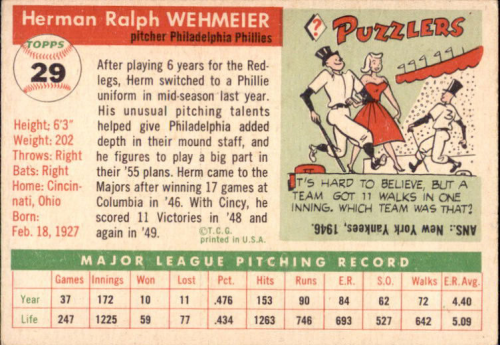 Herman Ralph WEHMEIER
pitcher Philadelphia Phillies
TOPPS
29
Height: 6'3"
Weight: 202
Throws: Right
Bats: Right
Home: Cincin-
nati, Ohio
Born:
Feb. 18, 1927
After playing 6 years for the Red-
legs, Herm switched to a Phillie
uniform in mid-season last year.
His unusual pitching talents
helped give Philadelphia added
depth in their mound staff, and
he figures to play a big part in
their '55 plans. Herm came to the
Majors after winning 17 games at
Columbia in '46. With Cincy, he
scored 11 Victories in '48 and
again in '49.
©T.C.G.
printed in U.S.A.
? PUZZLERS
3
IT'S HARD TO BELIEVE, BUT A
TEAM GOT 11 WALKS IN ONE
INNING. WHICH TEAM WAS THAT?
ANS.: New York Yankees, 1946.
MAJOR LEAGUE PITCHING RECORD
Games Innings Won Lost Pct. Hits Runs E.R. S.O. Walks E.R. Avg.
Year 37 172 10 11 .476 153 90 84 62 72 4.40
Life 247 1225 59 77 .434 1263 746 693 527 642 5.09